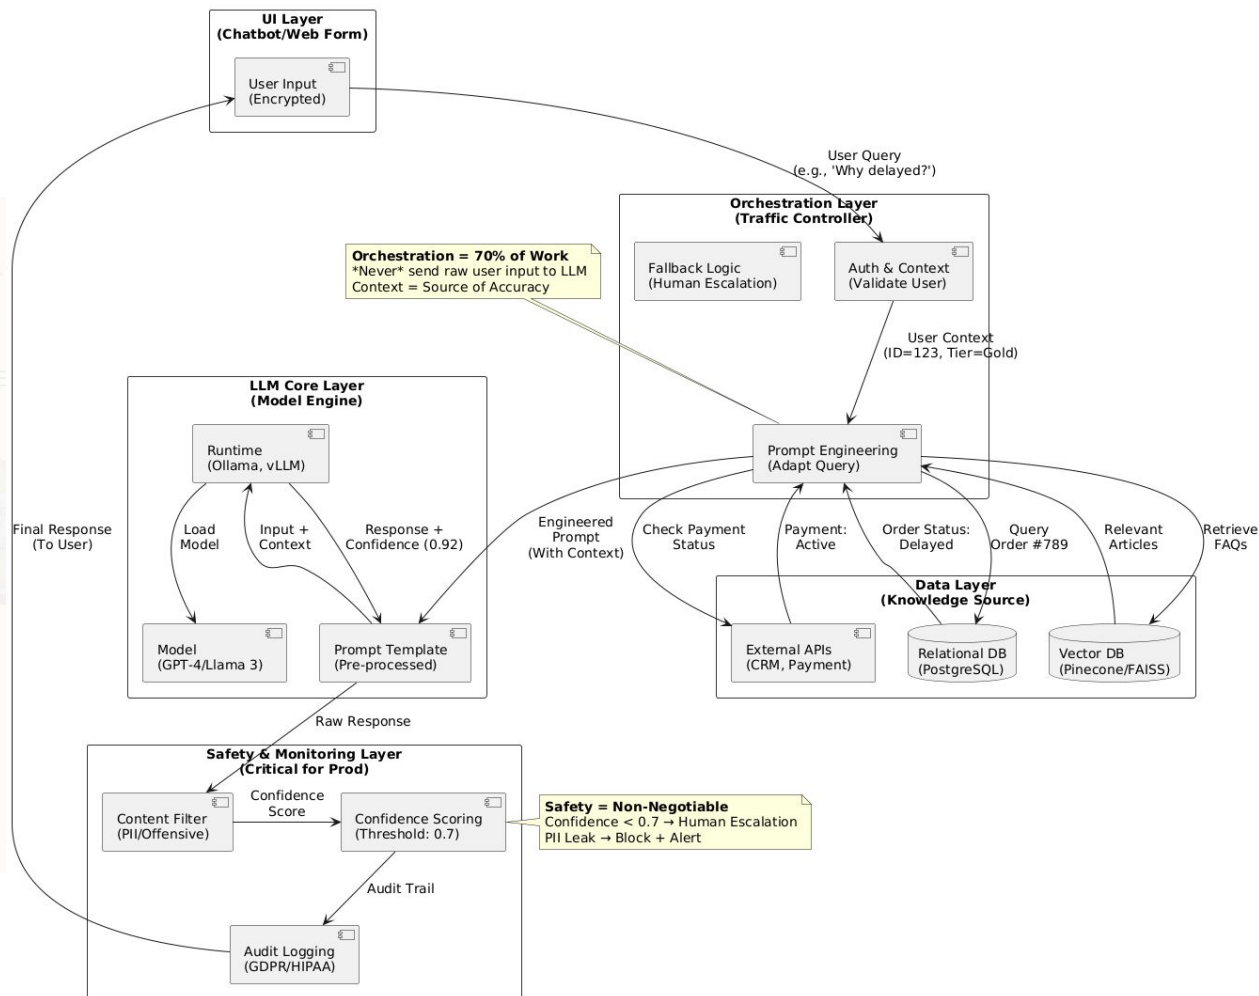 UI Layer
(Chatbot/Web Form)
User Input
(Encrypted)
User Query
(e.g., 'Why delayed?')
Orchestration Layer
(Traffic Controller)
Orchestration = 70% of Work
*Never* send raw user input to LLM
Context = Source of Accuracy
Fallback Logic
(Human Escalation)
Auth & Context
(Validate User)
User Context
(ID=123, Tier=Gold)
LLM Core Layer
(Model Engine)
Runtime
(Ollama, vLLM)
Prompt Engineering
(Adapt Query)
Final Response
(To User)
Load
Model
Input +
Context
Response +
Confidence (0.92)
Engineered
Prompt
(With Context)
Check Payment
Status
Payment:
Active
Order Status:
Delayed
Query
Order #789
Relevant
Articles
Retrieve
FAQs
Data Layer
(Knowledge Source)
Model
(GPT-4/Llama 3)
Prompt Template
(Pre-processed)
External APIs
(CRM, Payment)
Relational DB
(PostgreSQL)
Vector DB
(Pinecone/FAISS)
Raw Response
Safety & Monitoring Layer
(Critical for Prod)
Content Filter
(PII/Offensive)
Confidence
Score
Confidence Scoring
(Threshold: 0.7)
Safety = Non-Negotiable
Confidence < 0.7 → Human Escalation
PII Leak → Block + Alert
Audit Trail
Audit Logging
(GDPR/HIPAA)